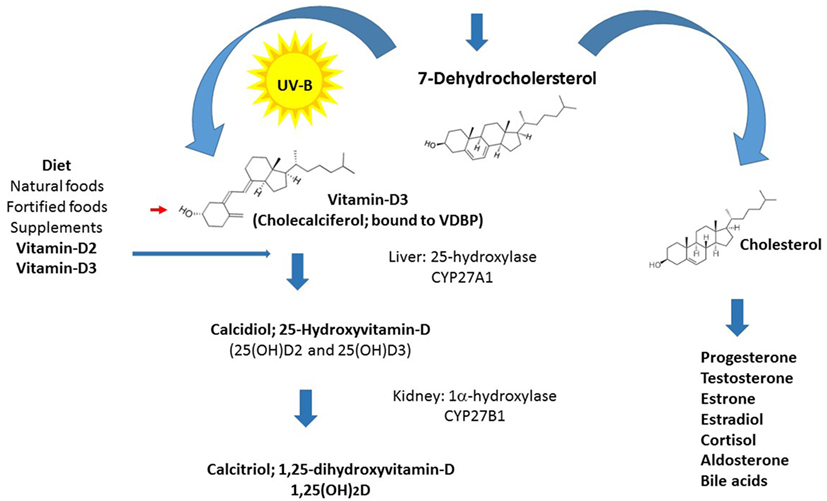 UV-B
7-Dehydrocholersterol
HO
H
H
Diet
Natural foods
Fortified foods
Supplements
Vitamin-D2
Vitamin-D3
HO
H
H
Vitamin-D3
(Cholecalciferol; bound to VDBP)
HO
H
H
H
H
Cholesterol
Liver: 25-hydroxylase
CYP27A1
Calcidiol; 25-Hydroxyvitamin-D
(25(OH)D2 and 25(OH)D3)
Kidney: 1α-hydroxylase
CYP27B1
Calcitriol; 1,25-dihydroxyvitamin-D
1,25(OH)2D
Progesterone
Testosterone
Estrone
Estradiol
Cortisol
Aldosterone
Bile acids